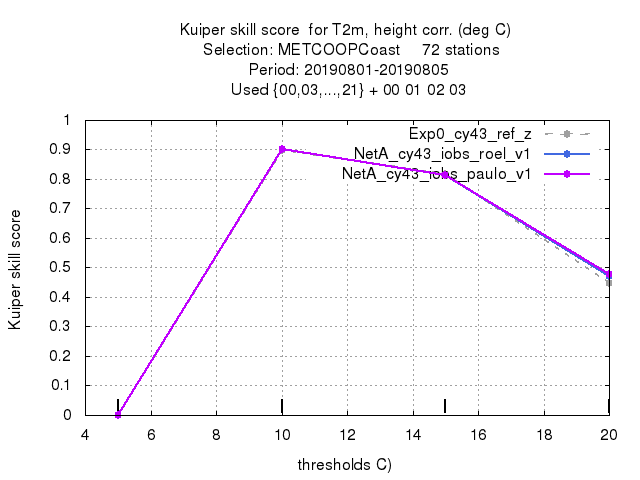 Kuiper skill score  for T2m, height corr. (deg C)
Selection: METCOOPCoast     72 stations
Period: 20190801-20190805
Used {00,03,...,21} + 00 01 02 03
Exp0_cy43_ref_z
NetA_cy43_iobs_roel_v1
NetA_cy43_iobs_paulo_v1
1
0.9
0.8
0.7
0.6
0.5
0.4
0.3
0.2
0.1
0
Kuiper skill score
4 6 8 10 12 14 16 18 20
thresholds C)